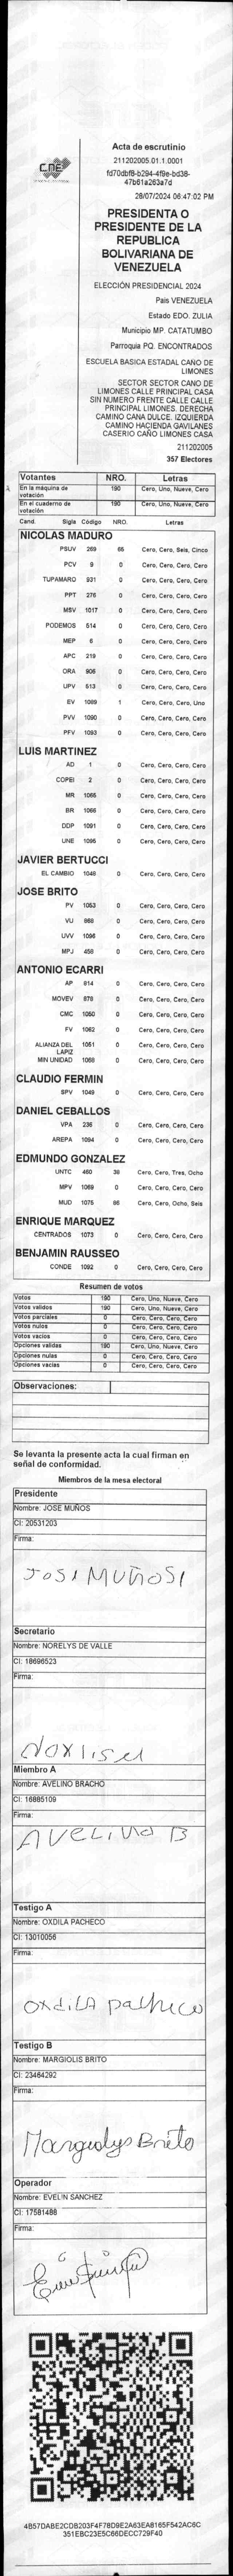 CNE
Acta de escrutinio
211202005.01.1.0001
fd70dbf8-b294-4f9e-bd38-
47b61a263a7d
28/07/2024 06:47:02 PM
PRESIDENTA O
PRESIDENTE DE LA
REPUBLICA
BOLIVARIANA DE
VENEZUELA
ELECCIÓN PRESIDENCIAL 2024
Pais VENEZUELA
Estado EDO. ZULIA
Municipio MP. CATATUMBO
Parroquia PQ. ENCONTRADOS
ESCUELA BASICA ESTADAL CAÑO DE
LIMONES
SECTOR SECTOR CANO DE
LIMONES CALLE PRINCIPAL CASA
SIN NUMERO FRENTE CALLE CALLE
PRINCIPAL LIMONES. DERECHA
CAMINO CANA DULCE. IZQUIERDA
CAMINO HACIENDA GAVILANES
CASERIO CAÑO LIMONES CASA
211202005
357 Electores
Votantes NRO. Letras
En la máquina de votación 190 Cero, Uno, Nueve, Cero
En el cuaderno de votación 190 Cero, Uno, Nueve, Cero
Cand. Sigla Código NRO. Letras
NICOLAS MADURO
PSUV 269 65 Cero, Cero, Seis, Cinco
PCV 9 0 Cero, Cero, Cero, Cero
TUPAMARO 931 0 Cero, Cero, Cero, Cero
PPT 276 0 Cero, Cero, Cero, Cero
MSV 1017 0 Cero, Cero, Cero, Cero
PODEMOS 514 0 Cero, Cero, Cero, Cero
MEP 6 0 Cero, Cero, Cero, Cero
APC 219 0 Cero, Cero, Cero, Cero
ORA 906 0 Cero, Cero, Cero, Cero
UPV 513 0 Cero, Cero, Cero, Cero
EV 1089 1 Cero, Cero, Cero, Uno
PVV 1090 0 Cero, Cero, Cero, Cero
PFV 1093 0 Cero, Cero, Cero, Cero
LUIS MARTINEZ
AD 1 0 Cero, Cero, Cero, Cero
COPEI 2 0 Cero, Cero, Cero, Cero
MR 1065 0 Cero, Cero, Cero, Cero
BR 1066 0 Cero, Cero, Cero, Cero
DDP 1091 0 Cero, Cero, Cero, Cero
UNE 1095 0 Cero, Cero, Cero, Cero
JAVIER BERTUCCI
EL CAMBIO 1048 0 Cero, Cero, Cero, Cero
JOSE BRITO
PV 1053 0 Cero, Cero, Cero, Cero
VU 868 0 Cero, Cero, Cero, Cero
UVV 1096 0 Cero, Cero, Cero, Cero
MPJ 458 0 Cero, Cero, Cero, Cero
ANTONIO ECARRI
AP 814 0 Cero, Cero, Cero, Cero
MOVEV 878 0 Cero, Cero, Cero, Cero
CMC 1050 0 Cero, Cero, Cero, Cero
FV 1062 0 Cero, Cero, Cero, Cero
ALIANZA DEL LAPIZ 1051 0 Cero, Cero, Cero, Cero
MIN UNIDAD 1068 0 Cero, Cero, Cero, Cero
CLAUDIO FERMIN
SPV 1049 0 Cero, Cero, Cero, Cero
DANIEL CEBALLOS
VPA 236 0 Cero, Cero, Cero, Cero
AREPA 1094 0 Cero, Cero, Cero, Cero
EDMUNDO GONZALEZ
UNTC 460 38 Cero, Cero, Tres, Ocho
MPV 1069 0 Cero, Cero, Cero, Cero
MUD 1075 86 Cero, Cero, Ocho, Seis
ENRIQUE MARQUEZ
CENTRADOS 1073 0 Cero, Cero, Cero, Cero
BENJAMIN RAUSSEO
CONDE 1092 0 Cero, Cero, Cero, Cero
Resumen de votos
Votos 190 Cero, Uno, Nueve, Cero
Votos validos 190 Cero, Uno, Nueve, Cero
Votos parciales 0 Cero, Cero, Cero, Cero
Votos nulos 0 Cero, Cero, Cero, Cero
Votos vacios 0 Cero, Cero, Cero, Cero
Opciones validas 190 Cero, Uno, Nueve, Cero
Opciones nulas 0 Cero, Cero, Cero, Cero
Opciones vacias 0 Cero, Cero, Cero, Cero
Observaciones:
Se levanta la presente acta la cual firman en
señal de conformidad.
Miembros de la mesa electoral
Presidente
Nombre: JOSE MUÑOS
CI: 20531203
Firma:
Secretario
Nombre: NORELYS DE VALLE
CI: 18696523
Firma:
Miembro A
Nombre: AVELINO BRACHO
CI: 16885109
Firma:
AVELINO B
Testigo A
Nombre: OXDILA PACHECO
CI: 13010056
Firma:
OxdilA pacheco
Testigo B
Nombre: MARGIOLIS BRITO
CI: 23464292
Firma:
Margiolys Brito
Operador
Nombre: EVELIN SANCHEZ
CI: 17581488
Firma:
4B57DABE2CDB203F4F78D9E2A63EA8165F542AC6C
351EBC23E5C66DECC729F40